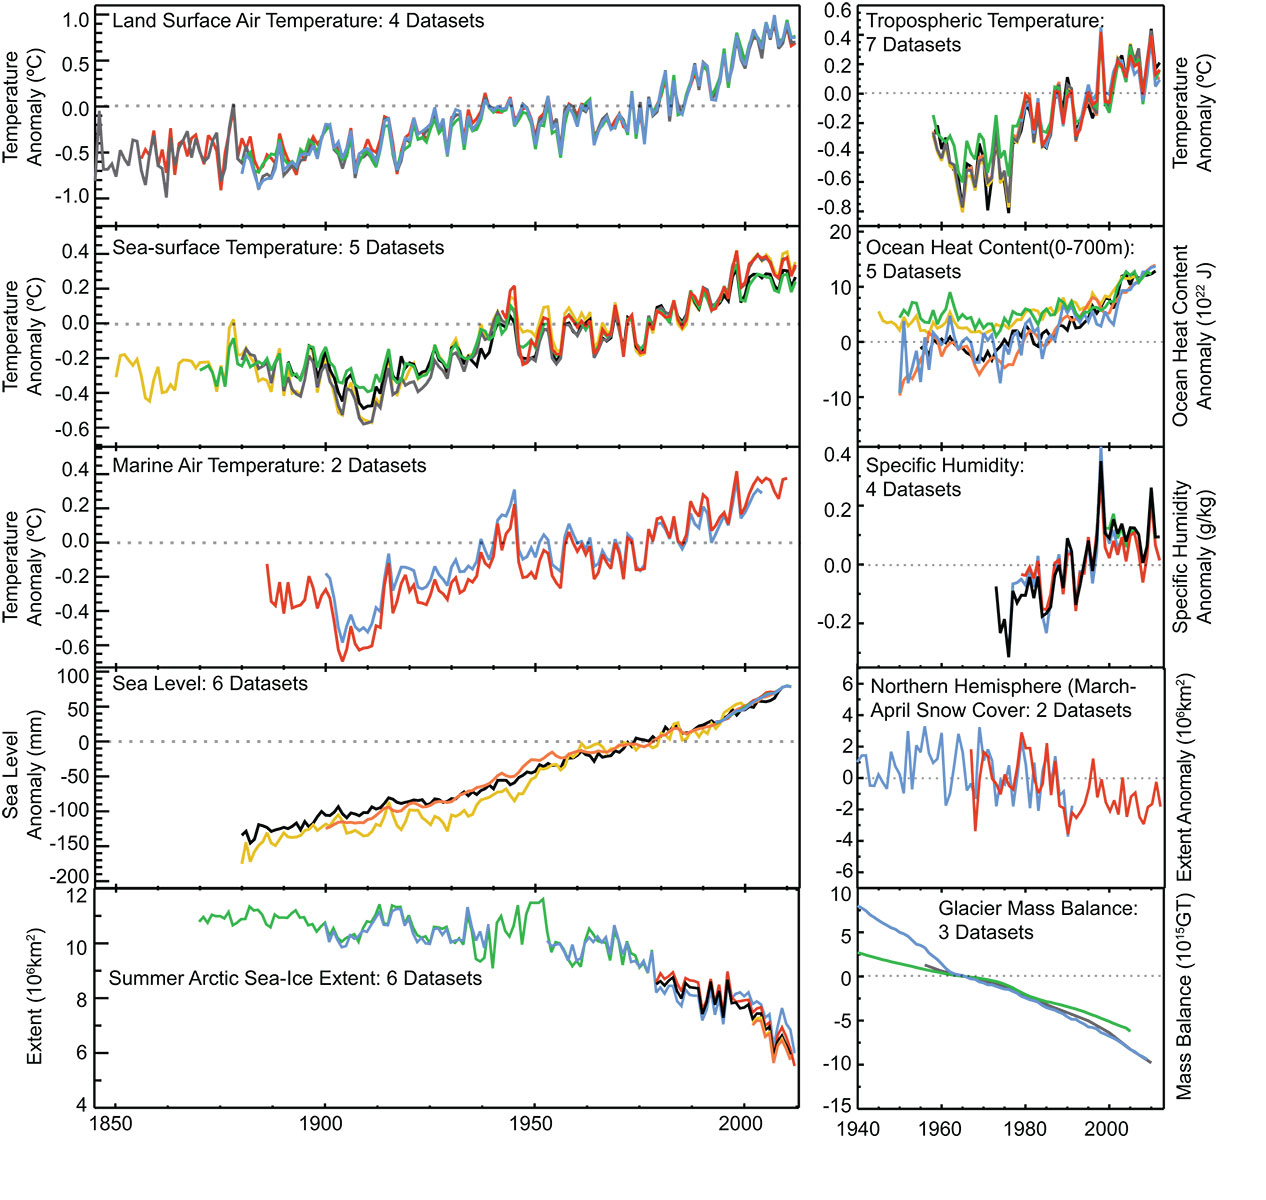 Land Surface Air Temperature: 4 Datasets
Temperature
Anomaly (ºC)
1.0
0.5
0.0
-0.5
-1.0
Sea-surface Temperature: 5 Datasets
Temperature
Anomaly (ºC)
0.4
0.2
0.0
-0.2
-0.4
-0.6
Marine Air Temperature: 2 Datasets
Temperature
Anomaly (ºC)
0.4
0.2
0.0
-0.2
-0.4
-0.6
Sea Level: 6 Datasets
Sea Level
Anomaly (mm)
100
50
0
-50
-100
-150
-200
Summer Arctic Sea-Ice Extent: 6 Datasets
Extent (10⁶km²)
12
10
8
6
4
1850
1900
1950
2000
Tropospheric Temperature:
7 Datasets
Temperature
Anomaly (ºC)
0.6
0.4
0.2
0.0
-0.2
-0.4
-0.6
-0.8
Ocean Heat Content(0-700m):
5 Datasets
Ocean Heat Content
Anomaly (10²² J)
20
10
0
-10
Specific Humidity:
4 Datasets
Specific Humidity
Anomaly (g/kg)
0.4
0.2
0.0
-0.2
Northern Hemisphere (March-
April Snow Cover: 2 Datasets
Extent Anomaly (10⁶km²)
6
4
2
0
-2
-4
-6
Glacier Mass Balance:
3 Datasets
Mass Balance (10¹⁵GT)
10
5
0
-5
-10
-15
1940
1960
1980
2000